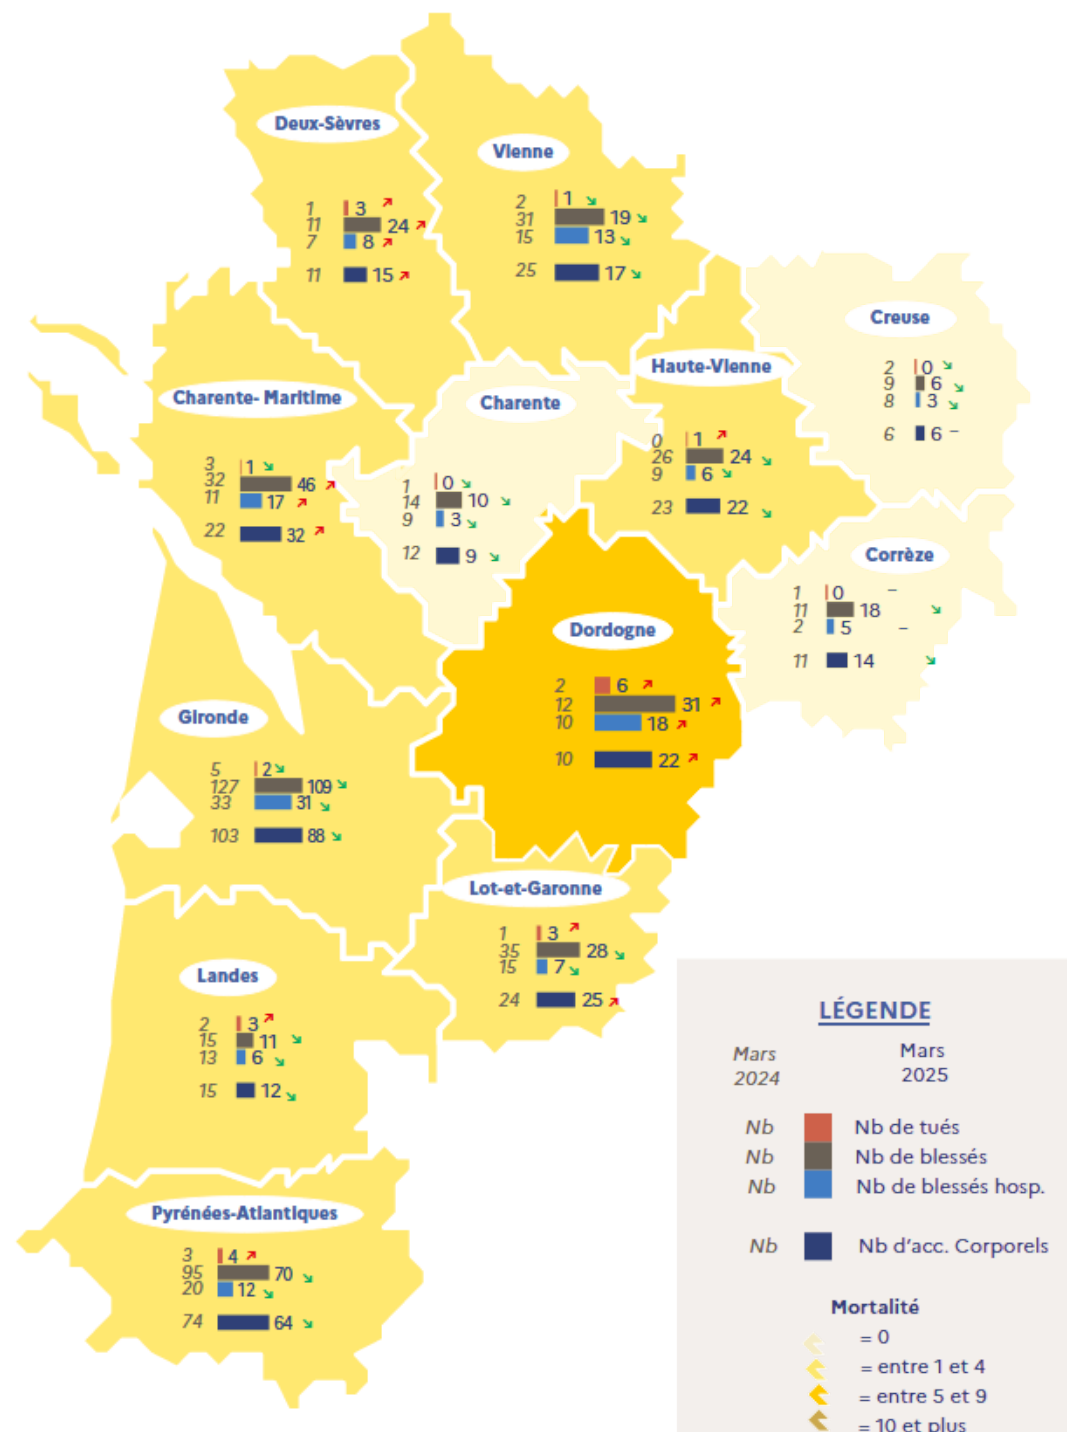 Deux-Sèvres
1 3
11 24
7 8
11 15
Vienne
2 1
31 19
15 13
25 17
Creuse
2 0
9 6
8 3
6 6 –
Haute-Vienne
0 1
26 24
9 6
23 22
Charente- Maritime
3 1
32 46
11 17
22 32
Charente
1 0
14 10
9 3
12 9
Corrèze
1 0 –
11 18
2 5 –
11 14
Dordogne
2 6
12 31
10 18
10 22
Gironde
5 2
127 109
33 31
103 88
Lot-et-Garonne
1 3
35 28
15 7
24 25
Landes
2 3
15 11
13 6
15 12
Pyrénées-Atlantiques
3 4
95 70
20 12
74 64
LÉGENDE
Mars Mars
2024 2025
Nb Nb de tués
Nb Nb de blessés
Nb Nb de blessés hosp.
Nb Nb d'acc. Corporels
Mortalité
= 0
= entre 1 et 4
= entre 5 et 9
= 10 et plus